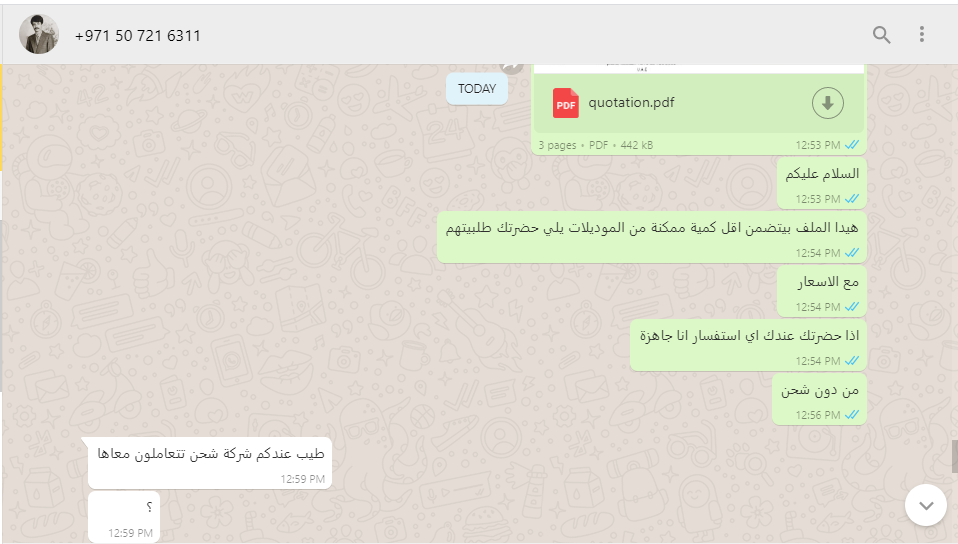 +971 50 721 6311
TODAY
PDF
quotation.pdf
3 pages • PDF • 442 kB
12:53 PM
السلام عليكم
12:53 PM
هيدا الملف بيتضمن اقل كمية ممكنة من الموديلات يلي حضرتك طلبيتهم
12:54 PM
مع الاسعار
12:54 PM
اذا حضرتك عندك اي استفسار انا جاهزة
12:54 PM
من دون شحن
12:56 PM
طيب عندكم شركة شحن تتعاملون معاها
12:59 PM
؟
12:59 PM